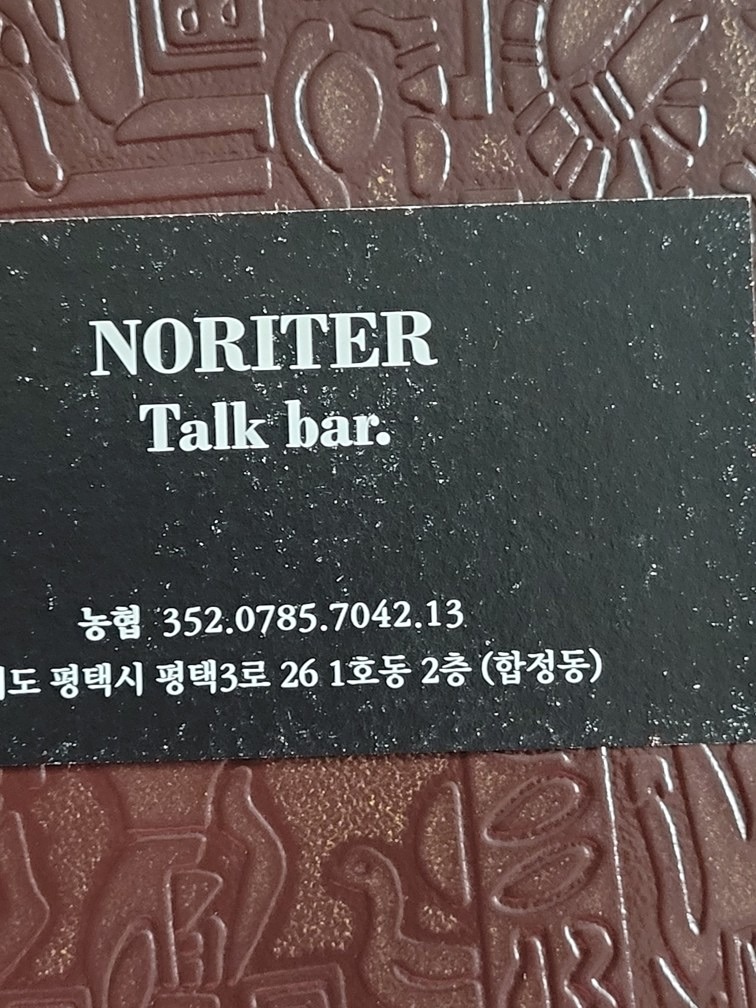 NORITER
Talk bar.
농협 352.0785.7042.13
도 평택시 평택3로 26 1호동 2층 (합정동)